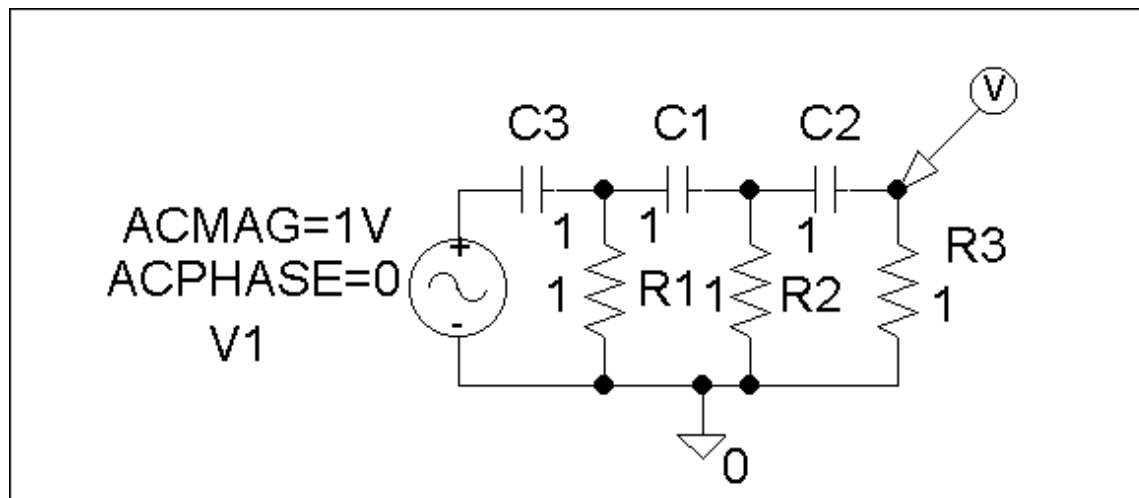 V
C3 C1 C2
ACMAG=1V
ACPHASE=0
V1
+
-
1 1 1
R3
1 R1 1 R2 1
0